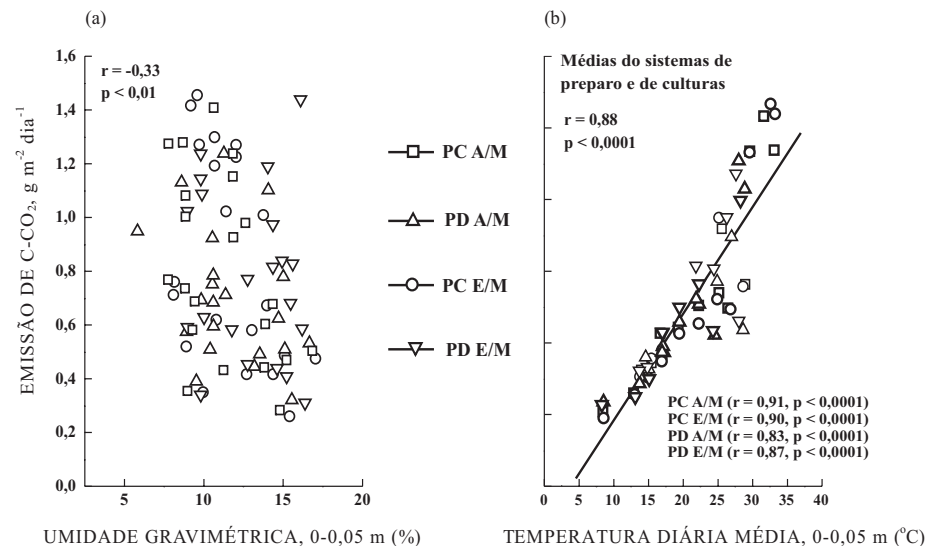 (a)
r = -0,33
p < 0,01
EMISSÃO DE C-CO2, g m-2 dia-1
1,6
1,4
1,2
1,0
0,8
0,6
0,4
0,2
0,0
5
10
15
20
UMIDADE GRAVIMÉTRICA, 0-0,05 m (%)
PC A/M
PD A/M
PC E/M
PD E/M
(b)
Médias do sistemas de
preparo e de culturas
r = 0,88
p < 0,0001
PC A/M (r = 0,91, p < 0,0001)
PC E/M (r = 0,90, p < 0,0001)
PD A/M (r = 0,83, p < 0,0001)
PD E/M (r = 0,87, p < 0,0001)
0
5
10
15
20
25
30
35
40
TEMPERATURA DIÁRIA MÉDIA, 0-0,05 m (oC)